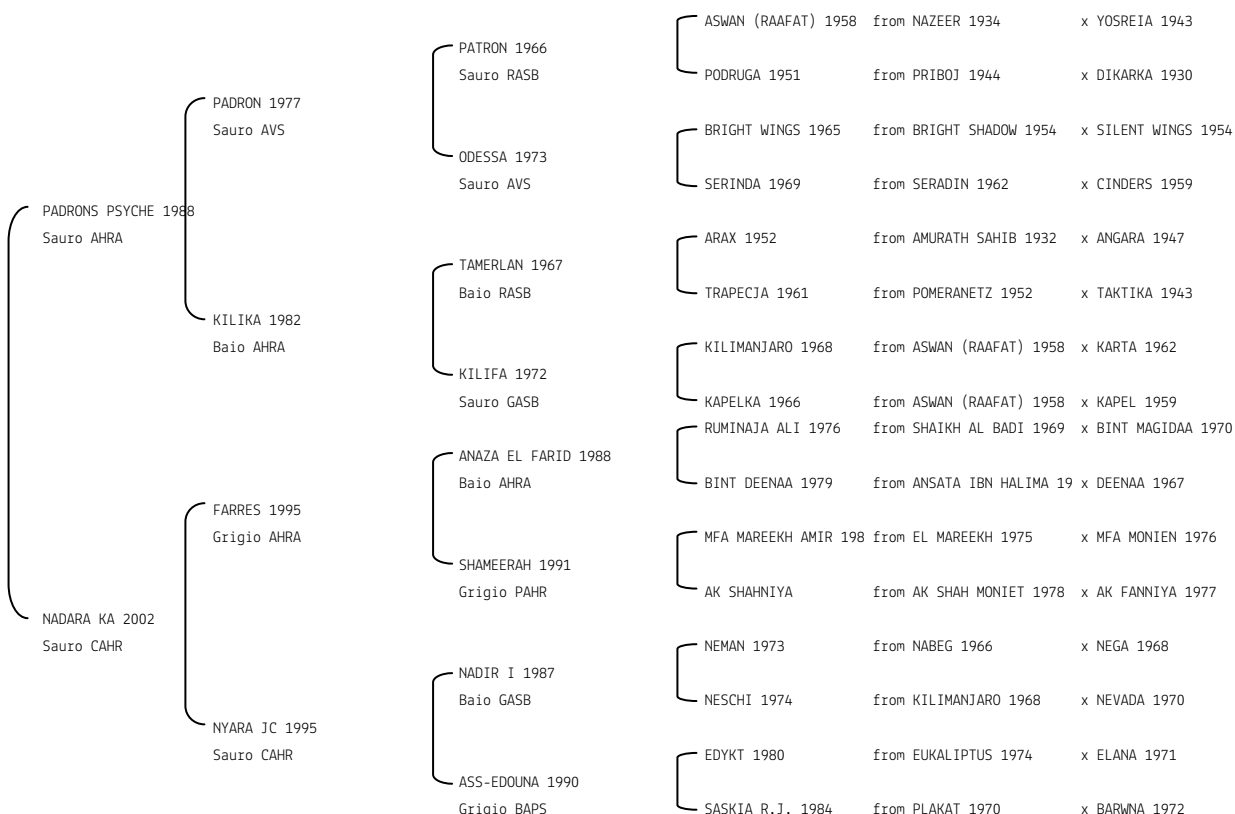 ASWAN (RAAFAT) 1958 from NAZEER 1934 x YOSREIA 1943
PATRON 1966
Sauro RASB
PODRUGA 1951 from PRIBOJ 1944 x DIKARKA 1930
PADRON 1977
Sauro AVS
BRIGHT WINGS 1965 from BRIGHT SHADOW 1954 x SILENT WINGS 1954
ODESSA 1973
Sauro AVS
SERINDA 1969 from SERADIN 1962 x CINDERS 1959
PADRONS PSYCHE 1988
Sauro AHRA
ARAX 1952 from AMURATH SAHIB 1932 x ANGARA 1947
TAMERLAN 1967
Baio RASB
TRAPECJA 1961 from POMERANETZ 1952 x TAKTIKA 1943
KILIKA 1982
Baio AHRA
KILIMANJARO 1968 from ASWAN (RAAFAT) 1958 x KARTA 1962
KILIFA 1972
Sauro GASB
KAPELKA 1966 from ASWAN (RAAFAT) 1958 x KAPEL 1959
RUMINAJA ALI 1976 from SHAIKH AL BADI 1969 x BINT MAGIDAA 1970
ANAZA EL FARID 1988
Baio AHRA
BINT DEENAA 1979 from ANSATA IBN HALIMA 19 x DEENAA 1967
FARRES 1995
Grigio AHRA
MFA MAREEKH AMIR 198 from EL MAREEKH 1975 x MFA MONIEN 1976
SHAMEERAH 1991
Grigio PAHR
AK SHAHNIYA from AK SHAH MONIET 1978 x AK FANNIYA 1977
NADARA KA 2002
Sauro CAHR
NEMAN 1973 from NABEG 1966 x NEGA 1968
NADIR I 1987
Baio GASB
NESCHI 1974 from KILIMANJARO 1968 x NEVADA 1970
NYARA JC 1995
Sauro CAHR
EDYKT 1980 from EUKALIPTUS 1974 x ELANA 1971
ASS-EDOUNA 1990
Grigio BAPS
SASKIA R.J. 1984 from PLAKAT 1970 x BARWNA 1972